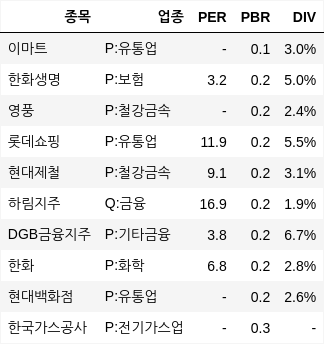 종목 업종 PER PBR DIV
이마트 P:유통업 - 0.1 3.0%
한화생명 P:보험 3.2 0.2 5.0%
영풍 P:철강금속 - 0.2 2.4%
롯데쇼핑 P:유통업 11.9 0.2 5.5%
현대제철 P:철강금속 9.1 0.2 3.1%
하림지주 Q:금융 16.9 0.2 1.9%
DGB금융지주 P:기타금융 3.8 0.2 6.7%
한화 P:화학 6.8 0.2 2.8%
현대백화점 P:유통업 - 0.2 2.6%
한국가스공사 P:전기가스업 - 0.3 -